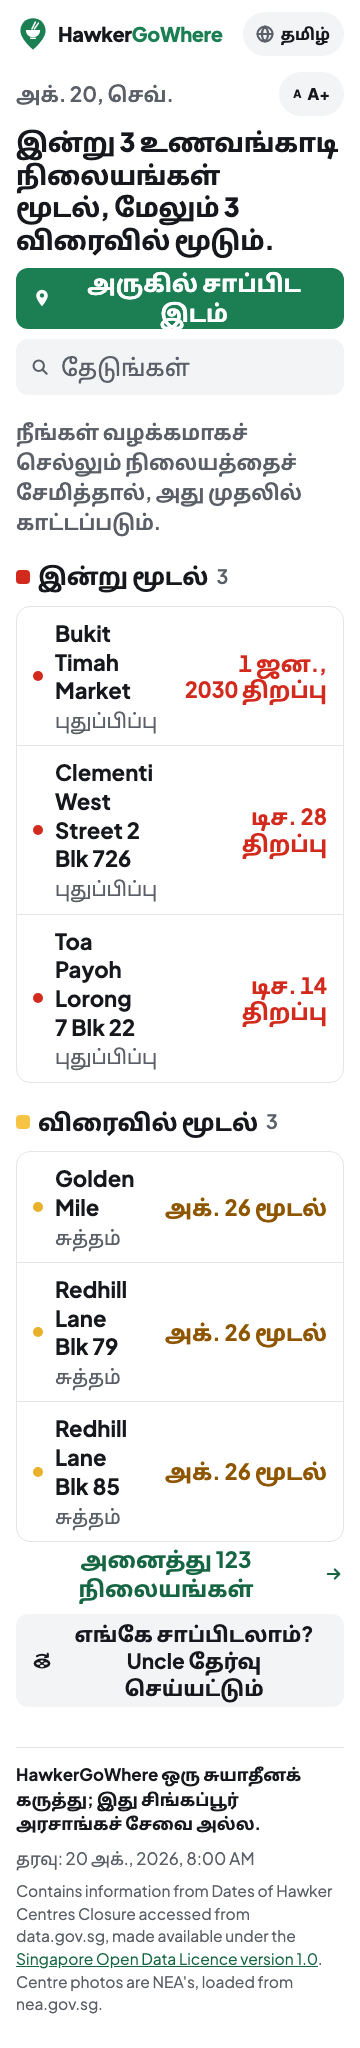 HawkerGoWhere
தமிழ்
அக். 20, செவ்.
A A+
இன்று 3 உணவங்காடி
நிலையங்கள்
மூடல், மேலும் 3
விரைவில் மூடும்.
அருகில் சாப்பிட
இடம்
தேடுங்கள்
நீங்கள் வழக்கமாகச்
செல்லும் நிலையத்தைச்
சேமித்தால், அது முதலில்
காட்டப்படும்.
இன்று மூடல் 3
Bukit
Timah
Market
புதுப்பிப்பு
1 ஜன.,
2030 திறப்பு
Clementi
West
Street 2
Blk 726
புதுப்பிப்பு
டிச. 28
திறப்பு
Toa
Payoh
Lorong
7 Blk 22
புதுப்பிப்பு
டிச. 14
திறப்பு
விரைவில் மூடல் 3
Golden
Mile
சுத்தம்
அக். 26 மூடல்
Redhill
Lane
Blk 79
சுத்தம்
அக். 26 மூடல்
Redhill
Lane
Blk 85
சுத்தம்
அக். 26 மூடல்
அனைத்து 123
நிலையங்கள்
எங்கே சாப்பிடலாம்?
Uncle தேர்வு
செய்யட்டும்
HawkerGoWhere ஒரு சுயாதீனக்
கருத்து; இது சிங்கப்பூர்
அரசாங்கச் சேவை அல்ல.
தரவு: 20 அக்., 2026, 8:00 AM
Contains information from Dates of Hawker
Centres Closure accessed from
data.gov.sg, made available under the
Singapore Open Data Licence version 1.0.
Centre photos are NEA's, loaded from
nea.gov.sg.